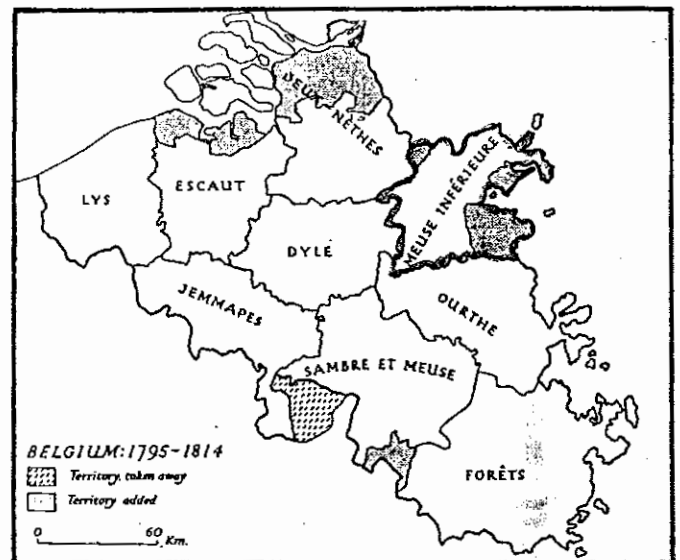 DEUX NÈTHES
MEUSE INFÉRIEURE
LYS
ESCAUT
DYLE
JEMMAPES
OURTHE
SAMBRE ET MEUSE
FORÊTS
BELGIUM: 1795-1814
Territory taken away
Territory added
0 60 Km.